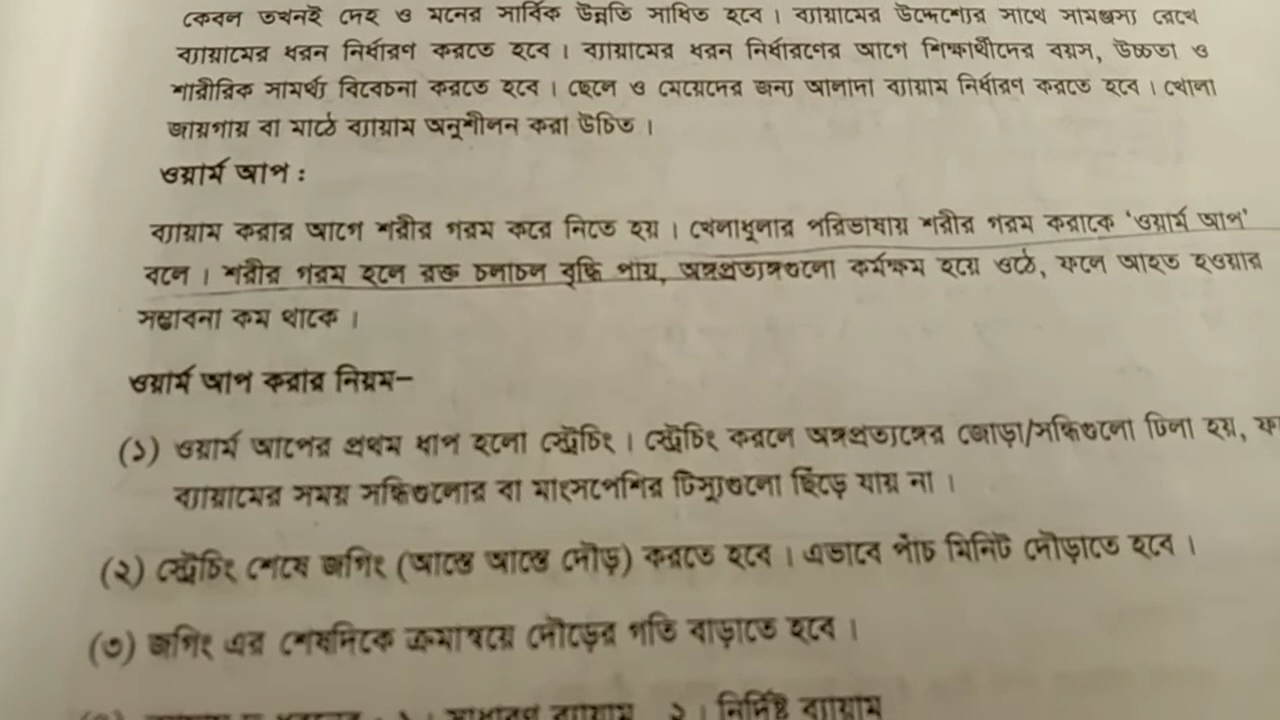 কেবল তখনই দেহ ও মনের সার্বিক উন্নতি সাধিত হবে। ব্যায়ামের উদ্দেশ্যের সাথে সামঞ্জস্য রেখে
ব্যায়ামের ধরন নির্ধারণ করতে হবে। ব্যায়ামের ধরন নির্ধারণের আগে শিক্ষার্থীদের বয়স, উচ্চতা ও
শারীরিক সামর্থ্য বিবেচনা করতে হবে। ছেলে ও মেয়েদের জন্য আলাদা ব্যায়াম নির্ধারণ করতে হবে। খোলা
জায়গায় বা মাঠে ব্যায়াম অনুশীলন করা উচিত।
ওয়ার্ম আপ :
ব্যায়াম করার আগে শরীর গরম করে নিতে হয়। খেলাধুলার পরিভাষায় শরীর গরম করাকে ‘ওয়ার্ম আপ’
বলে। শরীর গরম হলে রক্ত চলাচল বৃদ্ধি পায়, অঙ্গপ্রত্যঙ্গগুলো কর্মক্ষম হয়ে ওঠে, ফলে আহত হওয়ার
সম্ভাবনা কম থাকে।
ওয়ার্ম আপ করার নিয়ম–
(১) ওয়ার্ম আপের প্রথম ধাপ হলো স্ট্রেচিং। স্ট্রেচিং করলে অঙ্গপ্রত্যঙ্গের জোড়া/সন্ধিগুলো ঢিলা হয়,
ব্যায়ামের সময় সন্ধিগুলোর বা মাংসপেশির টিস্যুগুলো ছিঁড়ে যায় না।
(২) স্ট্রেচিং শেষে জগিং (আস্তে আস্তে দৌড়) করতে হবে। এভাবে পাঁচ মিনিট দৌড়াতে হবে।
(৩) জগিং এর শেষদিকে ক্রমান্বয়ে দৌড়ের গতি বাড়াতে হবে।
১। সাধারণ ব্যায়াম ২। নির্দিষ্ট ব্যায়াম